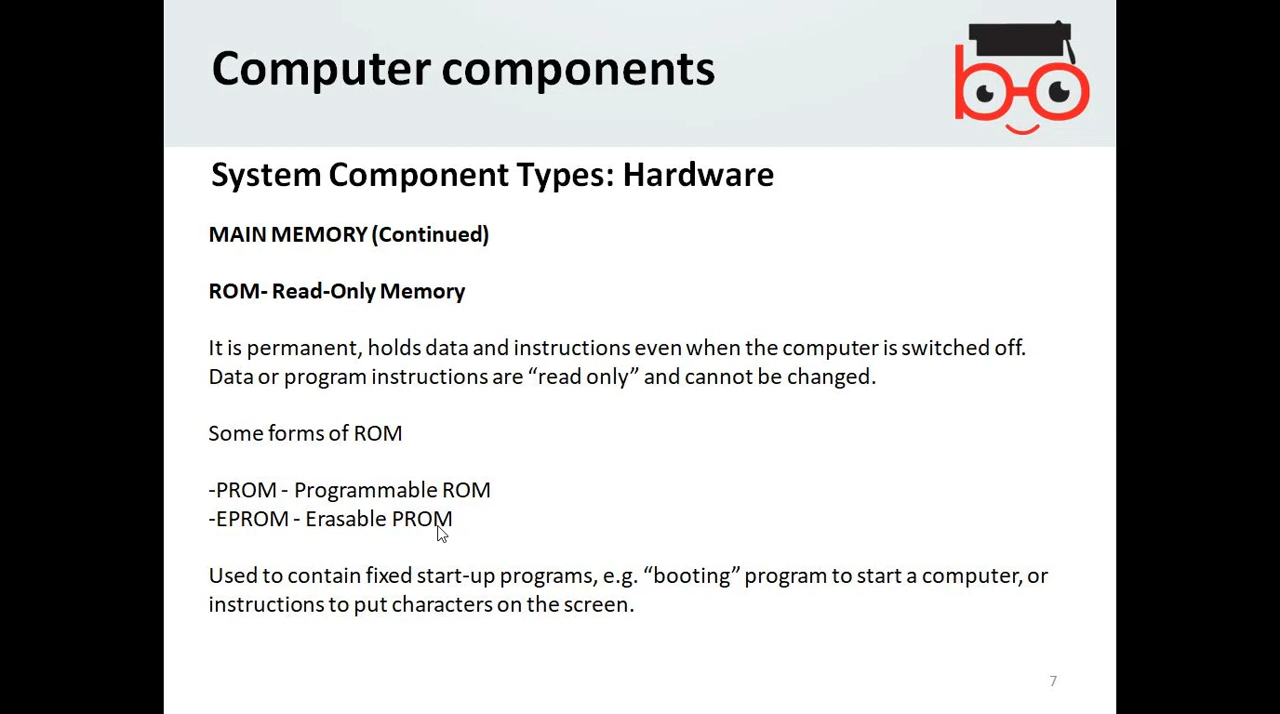 Computer components
System Component Types: Hardware
MAIN MEMORY (Continued)
ROM- Read-Only Memory
It is permanent, holds data and instructions even when the computer is switched off.
Data or program instructions are “read only” and cannot be changed.
Some forms of ROM
-PROM - Programmable ROM
-EPROM - Erasable PROM
Used to contain fixed start-up programs, e.g. “booting” program to start a computer, or
instructions to put characters on the screen.
7